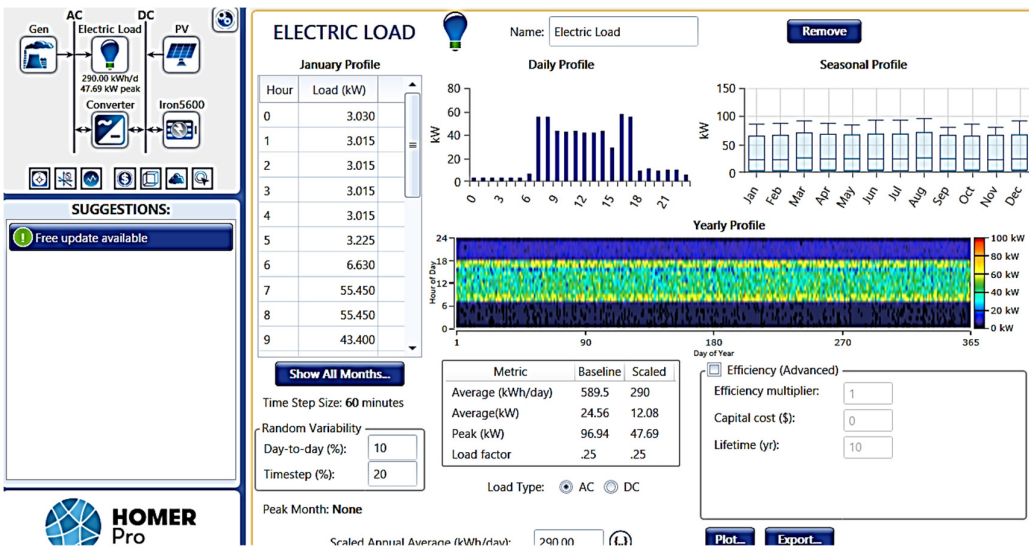 AC DC
Gen Electric Load PV
290.00 kWh/d
47.69 kW peak
Converter Iron5600
SUGGESTIONS:
Free update available
HOMER
Pro
ELECTRIC LOAD
Name: Electric Load
Remove
January Profile
Hour Load (kW)
0 3.030
1 3.015
2 3.015
3 3.015
4 3.015
5 3.225
6 6.630
7 55.450
8 55.450
9 43.400
Show All Months...
Time Step Size: 60 minutes
Random Variability
Day-to-day (%): 10
Timestep (%): 20
Peak Month: None
Scaled Annual Average (kWh/day): 290.00 {..}
Daily Profile
80
60
40
20
0
kW
0 3 6 9 12 15 18 21
Seasonal Profile
150
100
50
0
kW
Jan Feb Mar Apr May Jun Jul Aug Sep Oct Nov Dec
Yearly Profile
24
18
12
6
0
Hour of Day
1 90 180 270 365
Day of Year
100 kW
80 kW
60 kW
40 kW
20 kW
0 kW
Metric Baseline Scaled
Average (kWh/day) 589.5 290
Average(kW) 24.56 12.08
Peak (kW) 96.94 47.69
Load factor .25 .25
Load Type: AC DC
Efficiency (Advanced)
Efficiency multiplier: 1
Capital cost ($): 0
Lifetime (yr): 10
Plot... Export...